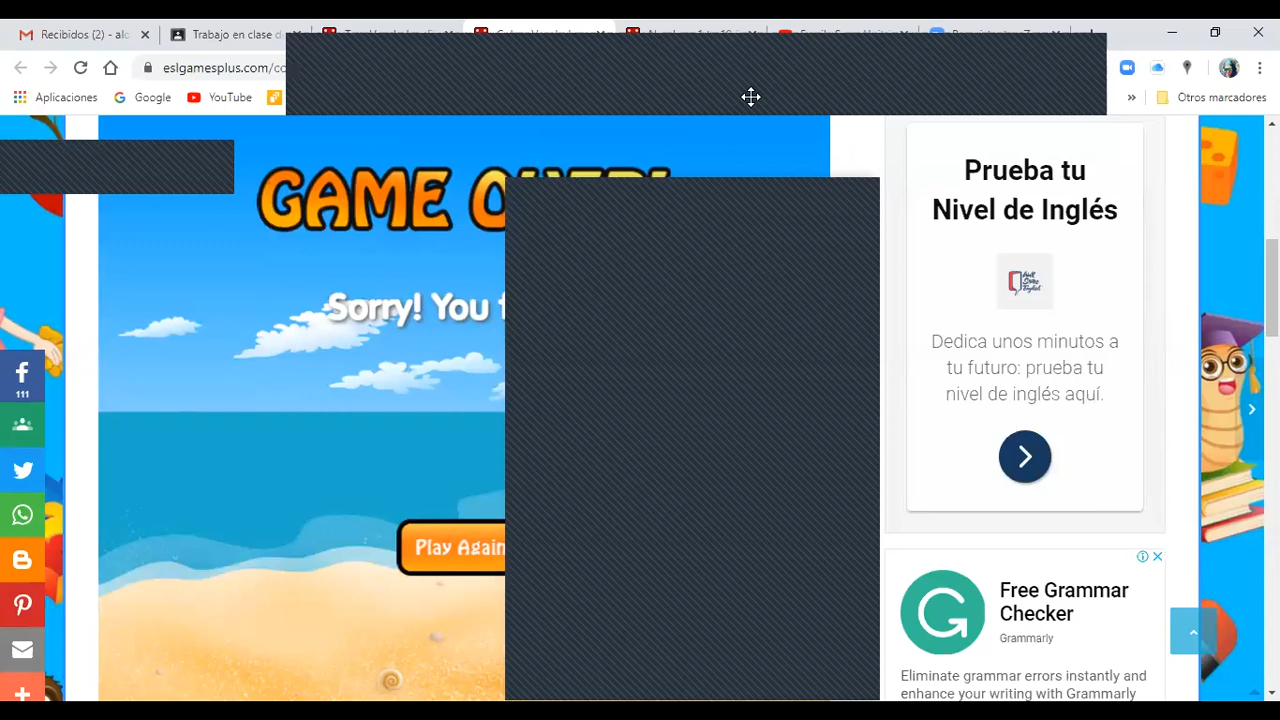 Recibidos (2) - alc
Trabajo en clase d
eslgamesplus.com/co
Aplicaciones
Google
YouTube
»
Otros marcadores
GAME
Sorry! You
Play Again
111
Prueba tu
Nivel de Inglés
Dedica unos minutos a
tu futuro: prueba tu
nivel de inglés aquí.
Free Grammar
Checker
Grammarly
Eliminate grammar errors instantly and
enhance your writing with Grammarly